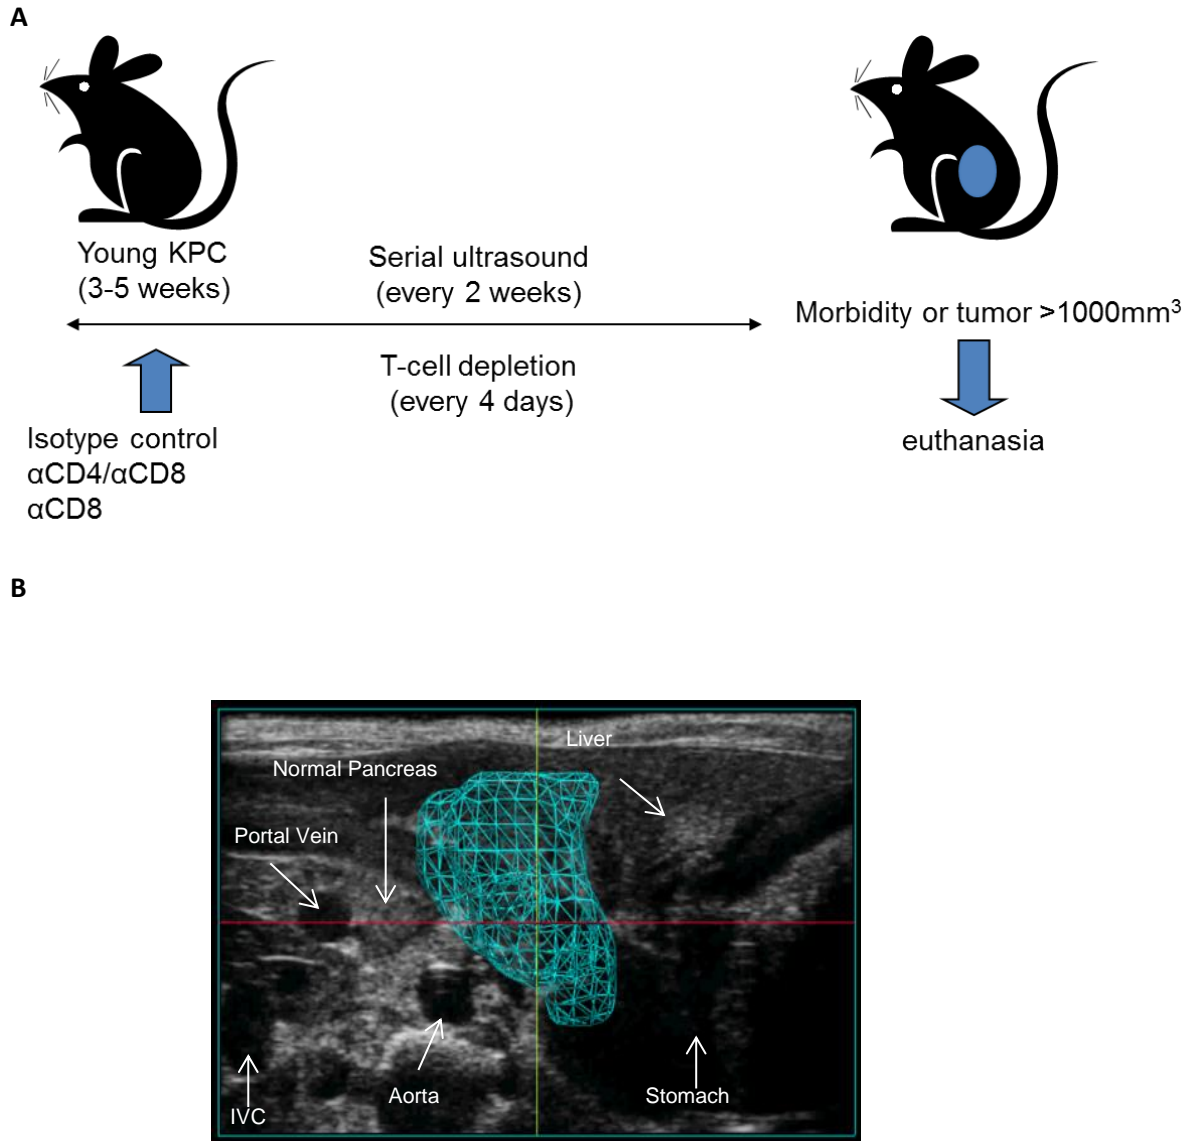 A
Young KPC
(3-5 weeks)
Serial ultrasound
(every 2 weeks)
Morbidity or tumor >1000mm³
T-cell depletion
(every 4 days)
euthanasia
Isotype control
αCD4/αCD8
αCD8
B
Liver
Normal Pancreas
Portal Vein
Aorta
Stomach
IVC